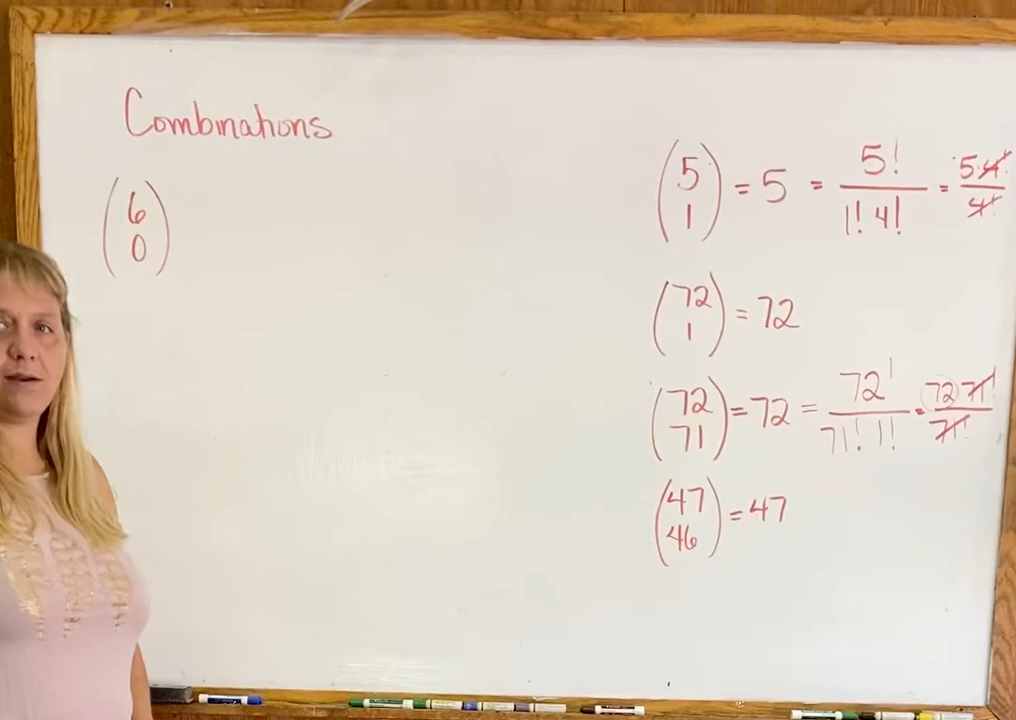 Combinations
(6 0)
(5 1) = 5 = 5! / 1! 4! = 5·4! / 4!
(72 1) = 72
(72 71) = 72 = 72! / 71! 1! = 72 71! / 71!
(47 46) = 47